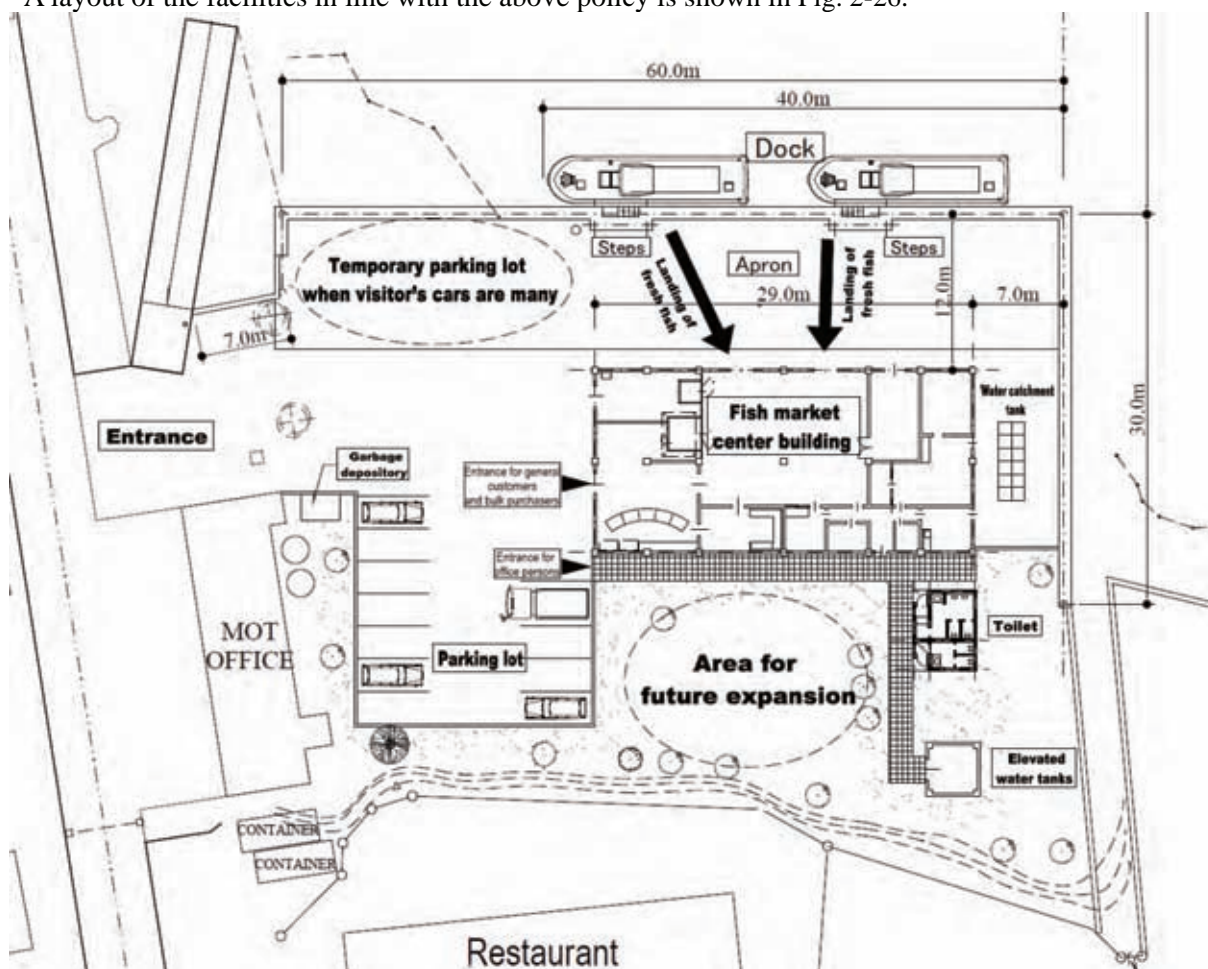 A layout of the facilities in line with the above policy is shown in Fig. 2-26.
60.0m
40.0m
Dock
Steps
Steps
Temporary parking lot
when visitor's cars are many
Landing of
fresh fish
Apron
Landing of
fresh fish
29.0m
12.0m
7.0m
7.0m
30.0m
Entrance
Garbage
depository
Fish market
center building
Water catchment
tank
Entrance for general
customers
and bulk purchasers
Entrance for
office persons
MOT
OFFICE
Parking lot
Toilet
Area for
future expansion
Elevated
water tanks
CONTAINER
CONTAINER
Restaurant